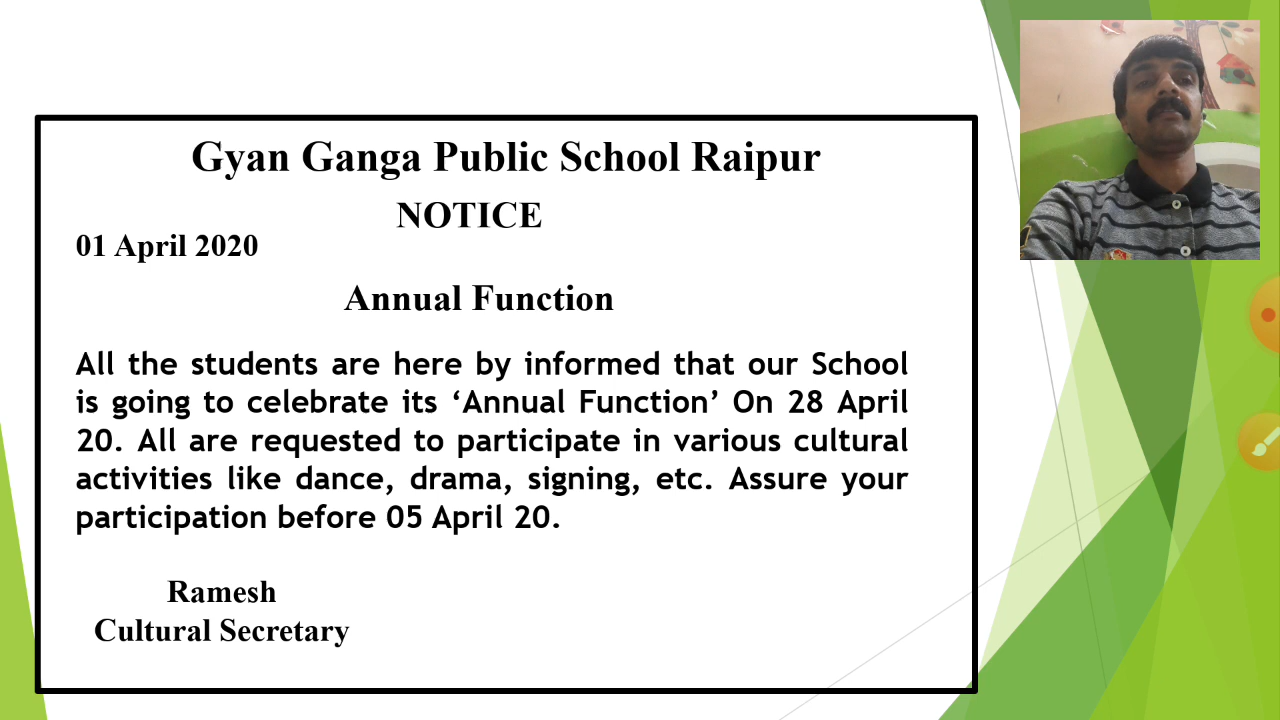 Gyan Ganga Public School Raipur
NOTICE
01 April 2020
Annual Function
All the students are here by informed that our School
is going to celebrate its ‘Annual Function’ On 28 April
20. All are requested to participate in various cultural
activities like dance, drama, signing, etc. Assure your
participation before 05 April 20.
Ramesh
Cultural Secretary